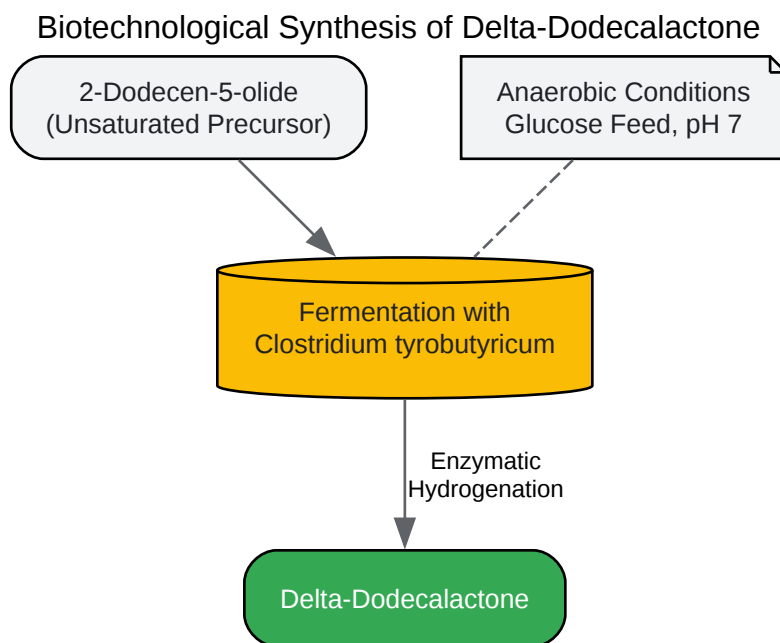 Biotechnological Synthesis of Delta-Dodecalactone
2-Dodecen-5-olide
(Unsaturated Precursor)
Anaerobic Conditions
Glucose Feed, pH 7
Fermentation with
Clostridium tyrobutyricum
Enzymatic
Hydrogenation
Delta-Dodecalactone